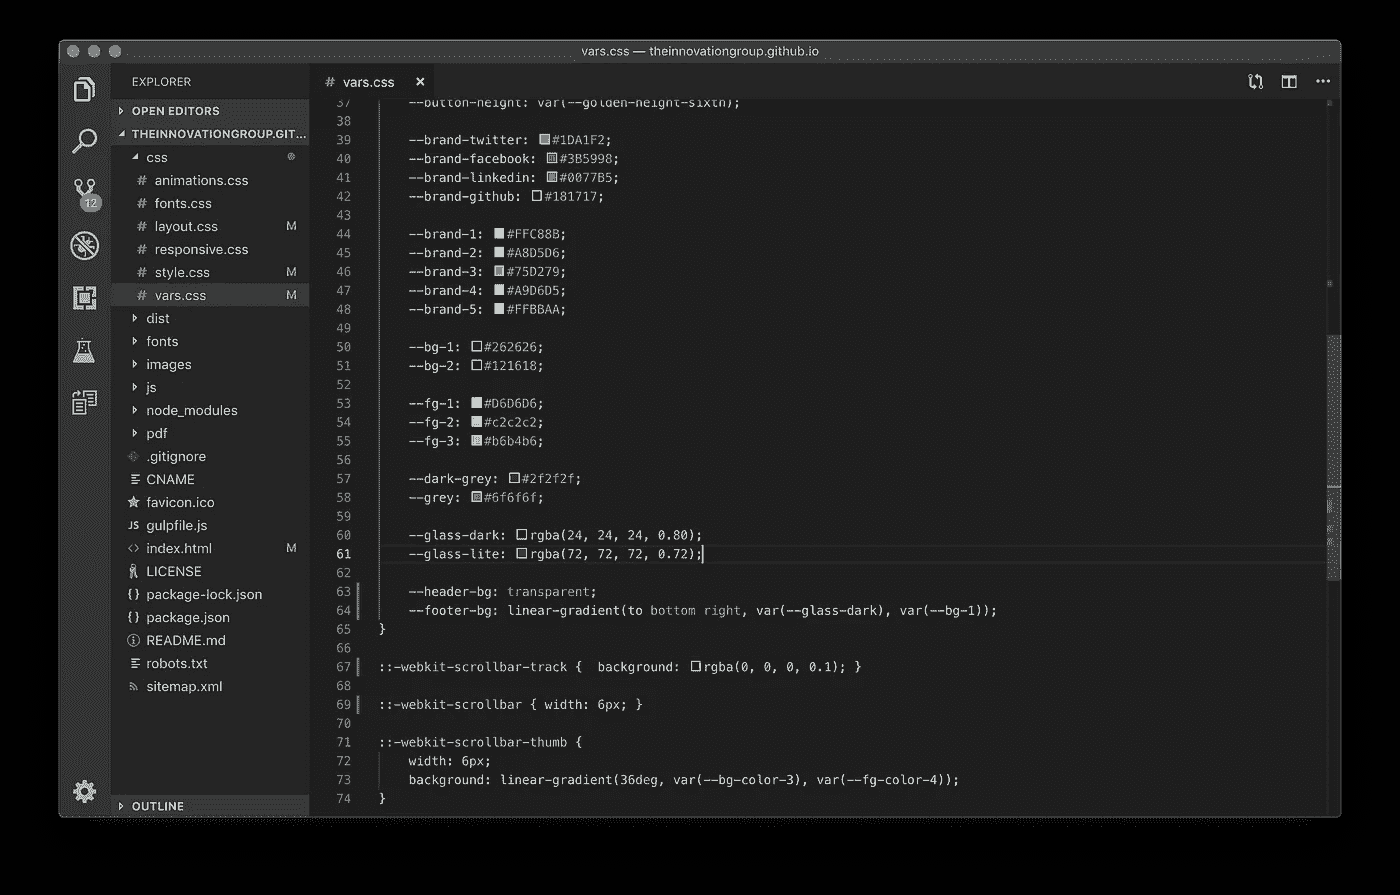 vars.css — theinnovationgroup.github.io
EXPLORER
OPEN EDITORS
THEINNOVATIONGROUP.GIT...
css
# animations.css
# fonts.css
# layout.css M
# responsive.css
# style.css M
# vars.css M
dist
fonts
images
js
node_modules
pdf
.gitignore
CNAME
favicon.ico
JS gulpfile.js
<> index.html M
LICENSE
{} package-lock.json
{} package.json
README.md
robots.txt
sitemap.xml
OUTLINE
12
# vars.css ×
37 --button-height: var(--golden-height-sixth);
38
39 --brand-twitter: #1DA1F2;
40 --brand-facebook: #3B5998;
41 --brand-linkedin: #0077B5;
42 --brand-github: #181717;
43
44 --brand-1: #FFC88B;
45 --brand-2: #A8D5D6;
46 --brand-3: #75D279;
47 --brand-4: #A9D6D5;
48 --brand-5: #FFBBAA;
49
50 --bg-1: #262626;
51 --bg-2: #121618;
52
53 --fg-1: #D6D6D6;
54 --fg-2: #c2c2c2;
55 --fg-3: #b6b4b6;
56
57 --dark-grey: #2f2f2f;
58 --grey: #6f6f6f;
59
60 --glass-dark: rgba(24, 24, 24, 0.80);
61 --glass-lite: rgba(72, 72, 72, 0.72);
62
63 --header-bg: transparent;
64 --footer-bg: linear-gradient(to bottom right, var(--glass-dark), var(--bg-1));
65 }
66
67 ::-webkit-scrollbar-track { background: rgba(0, 0, 0, 0.1); }
68
69 ::-webkit-scrollbar { width: 6px; }
70
71 ::-webkit-scrollbar-thumb {
72 width: 6px;
73 background: linear-gradient(36deg, var(--bg-color-3), var(--fg-color-4));
74 }